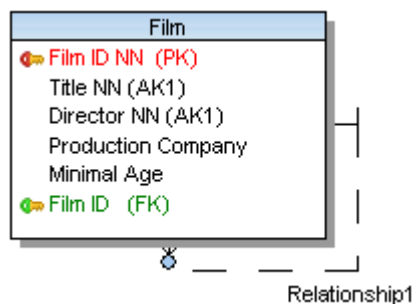 Film
Film ID NN (PK)
Title NN (AK1)
Director NN (AK1)
Production Company
Minimal Age
Film ID (FK)
Relationship1